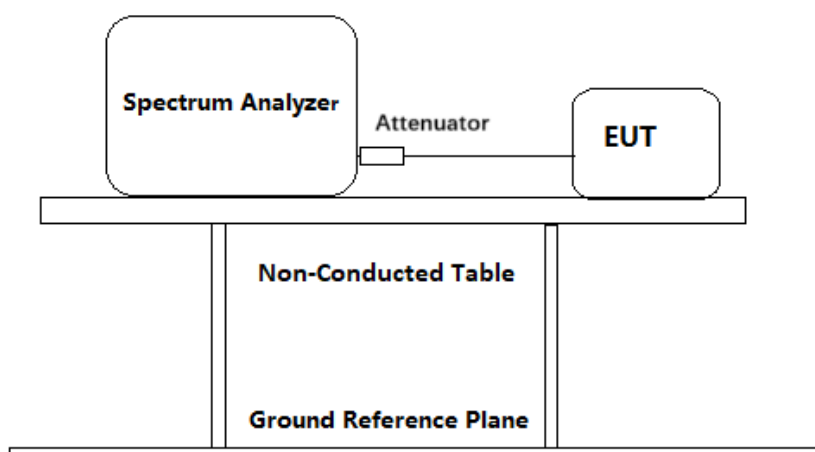 Spectrum Analyzer
Attenuator
EUT
Non-Conducted Table
Ground Reference Plane